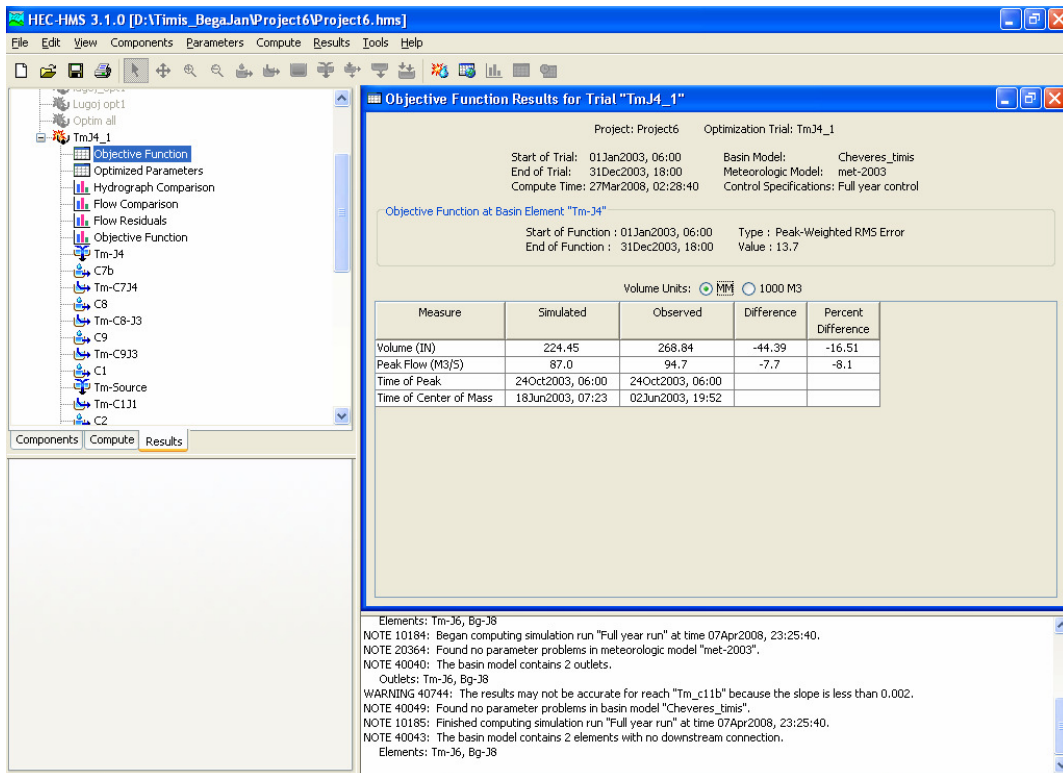 HEC-HMS 3.1.0 [D:\Timis_BegaJan\Project6\Project6.hms]
File Edit View Components Parameters Compute Results Tools Help
Lugoj opt1
Optim all
TmJ4_1
Objective Function
Optimized Parameters
Hydrograph Comparison
Flow Comparison
Flow Residuals
Objective Function
Tm-J4
C7b
Tm-C7J4
C8
Tm-C8-J3
C9
Tm-C9J3
C1
Tm-Source
Tm-C1J1
C2
Components Compute Results
Objective Function Results for Trial "TmJ4_1"
Project: Project6 Optimization Trial: TmJ4_1
Start of Trial: 01Jan2003, 06:00 Basin Model: Cheveres_timis
End of Trial: 31Dec2003, 18:00 Meteorologic Model: met-2003
Compute Time: 27Mar2008, 02:28:40 Control Specifications: Full year control
Objective Function at Basin Element "Tm-J4"
Start of Function : 01Jan2003, 06:00 Type : Peak-Weighted RMS Error
End of Function : 31Dec2003, 18:00 Value : 13.7
Volume Units: MM 1000 M3
Measure Simulated Observed Difference Percent Difference
Volume (IN) 224.45 268.84 -44.39 -16.51
Peak Flow (M3/S) 87.0 94.7 -7.7 -8.1
Time of Peak 24Oct2003, 06:00 24Oct2003, 06:00
Time of Center of Mass 18Jun2003, 07:23 02Jun2003, 19:52
Elements: Tm-J6, Bg-J8
NOTE 10184: Began computing simulation run "Full year run" at time 07Apr2008, 23:25:40.
NOTE 20364: Found no parameter problems in meteorologic model "met-2003".
NOTE 40040: The basin model contains 2 outlets.
Outlets: Tm-J6, Bg-J8
WARNING 40744: The results may not be accurate for reach "Tm_c11b" because the slope is less than 0.002.
NOTE 40049: Found no parameter problems in basin model "Cheveres_timis".
NOTE 10185: Finished computing simulation run "Full year run" at time 07Apr2008, 23:25:40.
NOTE 40043: The basin model contains 2 elements with no downstream connection.
Elements: Tm-J6, Bg-J8